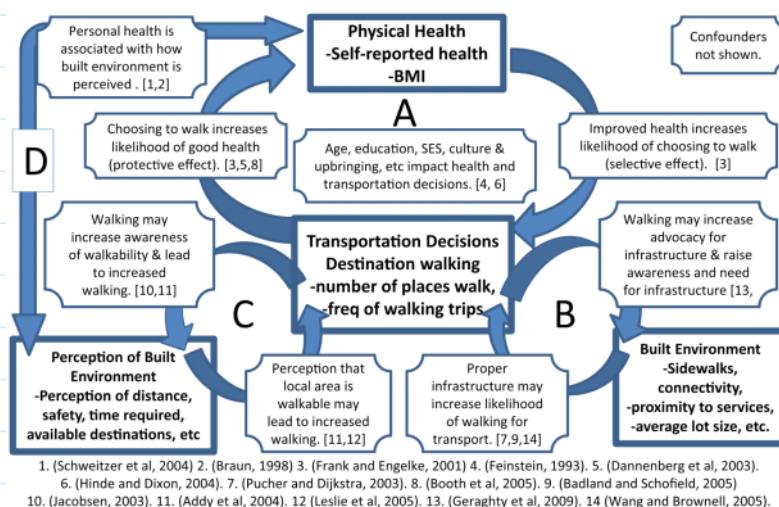 Personal health is
associated with how
built environment is
perceived . [1,2]
Physical Health
-Self-reported health
-BMI
Confounders
not shown.
A
D
Choosing to walk increases
likelihood of good health
(protective effect). [3,5,8]
Age, education, SES, culture &
upbringing, etc impact health and
transportation decisions. [4, 6]
Improved health increases
likelihood of choosing to walk
(selective effect). [3]
Walking may
increase awareness
of walkability & lead
to increased
walking. [10,11]
Transportation Decisions
Destination walking
-number of places walk,
-freq of walking trips
Walking may increase
advocacy for
infrastructure & raise
awareness and need
for infrastructure [13,
C
B
Perception of Built
Environment
-Perception of distance,
safety, time required,
available destinations, etc
Perception that
local area is
walkable may
lead to increased
walking. [11,12]
Proper
infrastructure may
increase likelihood
of walking for
transport. [7,9,14]
Built Environment
-Sidewalks,
connectivity,
-proximity to services,
-average lot size, etc.
1. (Schweitzer et al, 2004) 2. (Braun, 1998) 3. (Frank and Engelke, 2001) 4. (Feinstein, 1993). 5. (Dannenberg et al, 2003).
6. (Hinde and Dixon, 2004). 7. (Pucher and Dijkstra, 2003). 8. (Booth et al, 2005). 9. (Badland and Schofield, 2005)
10. (Jacobsen, 2003). 11. (Addy et al, 2004). 12 (Leslie et al, 2005). 13. (Geraghty et al, 2009). 14 (Wang and Brownell, 2005).